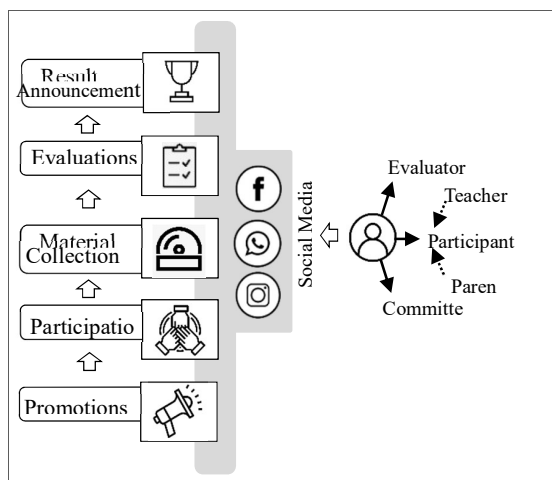 Result
Announcement
Evaluations
Material
Collection
Participatio
Promotions
Social Media
Evaluator
Teacher
Participant
Paren
Committe